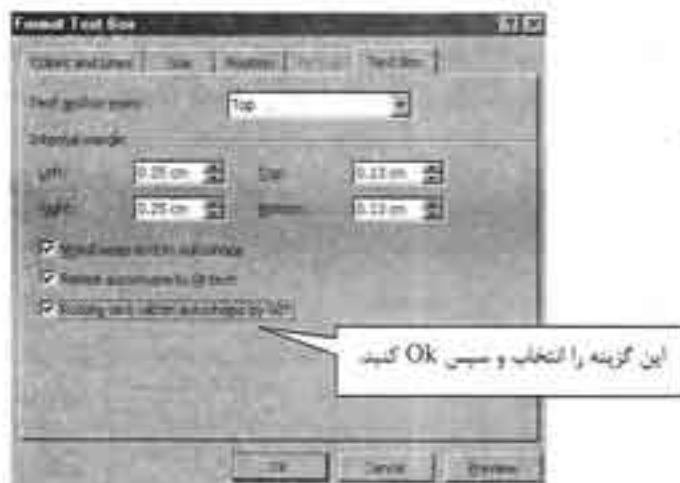 Format Text Box
Colors and Lines Size Position Picture Text Box
Text anchor point: Top
Internal margin
Left: 0.25 cm Top: 0.13 cm
Right: 0.25 cm Bottom: 0.13 cm
Word wrap text in autoshape
Resize autoshape to fit text
Rotate text within autoshape by 90°
این گزینه را انتخاب و سپس Ok کنید.
OK Cancel Preview